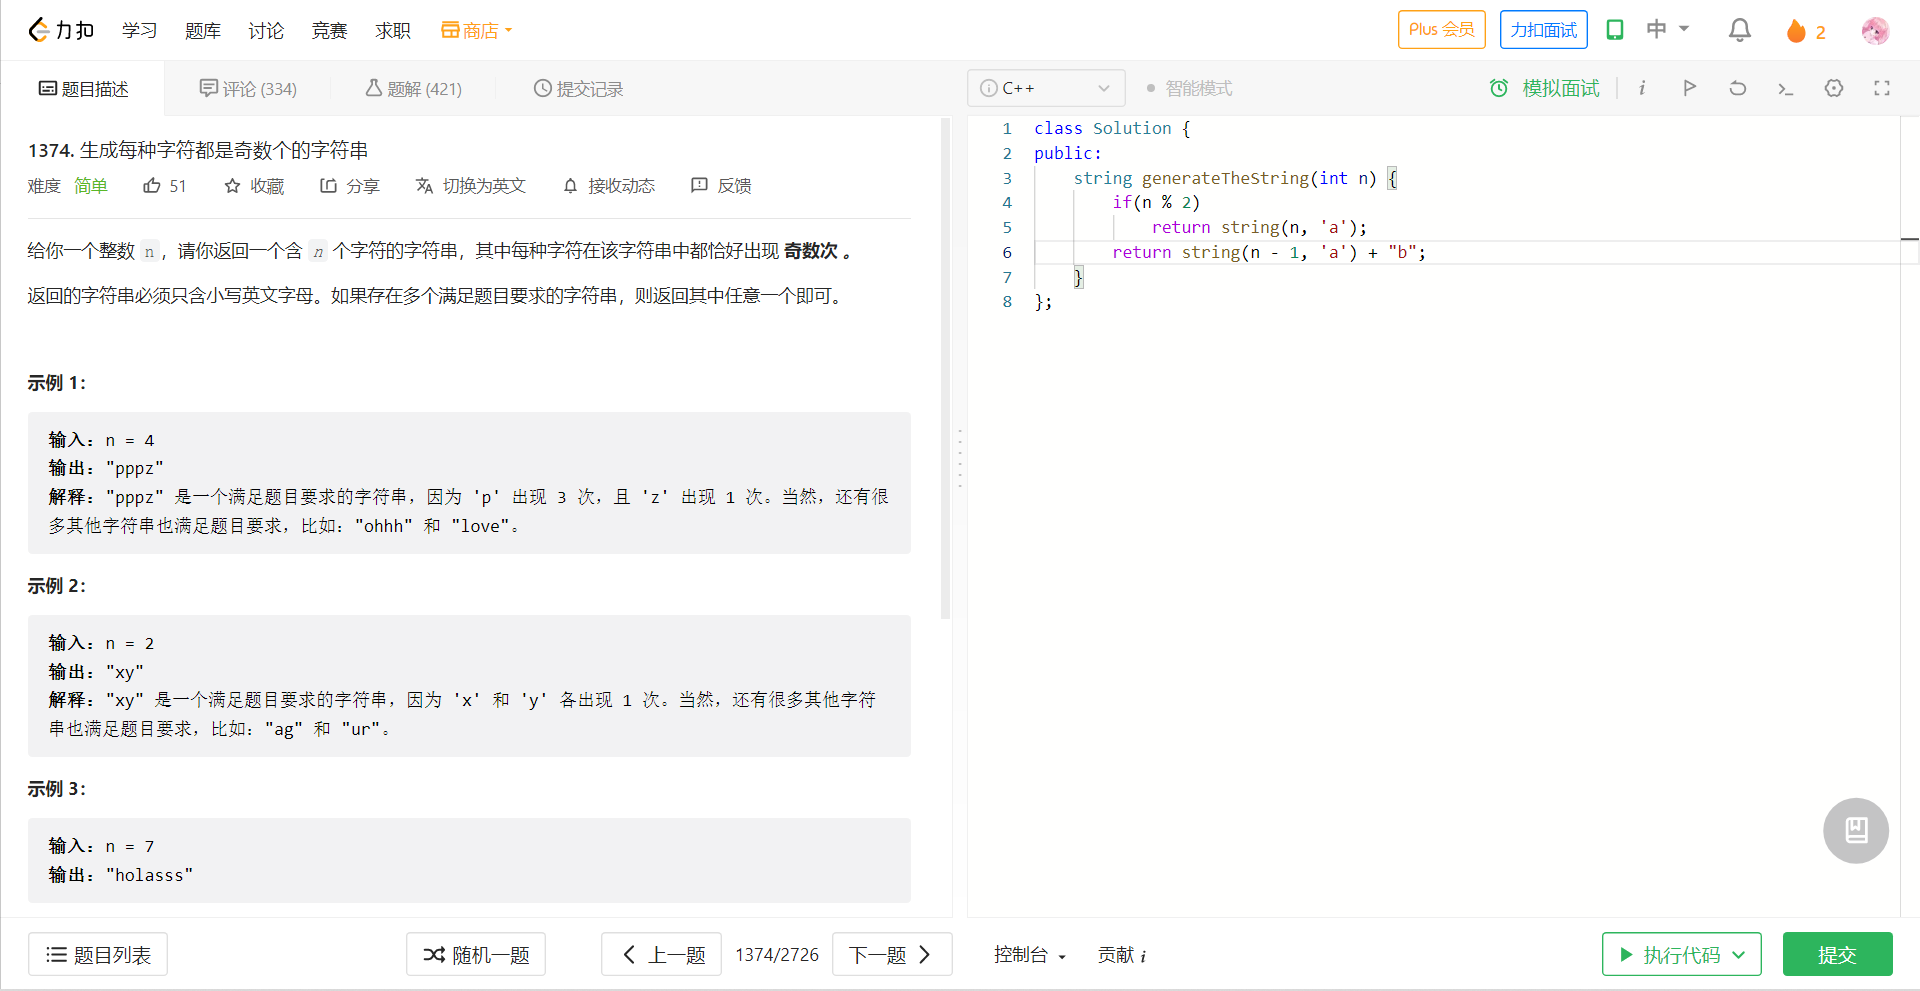 力扣 学习 题库 讨论 竞赛 求职 商店 Plus 会员 力扣面试 中 2
题目描述 评论 (334) 题解 (421) 提交记录
1374. 生成每种字符都是奇数个的字符串
难度 简单 51 收藏 分享 切换为英文 接收动态 反馈
给你一个整数 n，请你返回一个含 n 个字符的字符串，其中每种字符在该字符串中都恰好出现 奇数次 。
返回的字符串必须只含小写英文字母。如果存在多个满足题目要求的字符串，则返回其中任意一个即可。
示例 1：
输入：n = 4
输出："pppz"
解释："pppz" 是一个满足题目要求的字符串，因为 'p' 出现 3 次，且 'z' 出现 1 次。当然，还有很
多其他字符串也满足题目要求，比如："ohhh" 和 "love"。
示例 2：
输入：n = 2
输出："xy"
解释："xy" 是一个满足题目要求的字符串，因为 'x' 和 'y' 各出现 1 次。当然，还有很多其他字符
串也满足题目要求，比如："ag" 和 "ur"。
示例 3：
输入：n = 7
输出："holasss"
题目列表 随机一题 上一题 1374/2726 下一题
C++ 智能模式 模拟面试 i
1 class Solution {
2 public:
3     string generateTheString(int n) {
4         if(n % 2)
5             return string(n, 'a');
6         return string(n - 1, 'a') + "b";
7     }
8 };
控制台 贡献 i 执行代码 提交